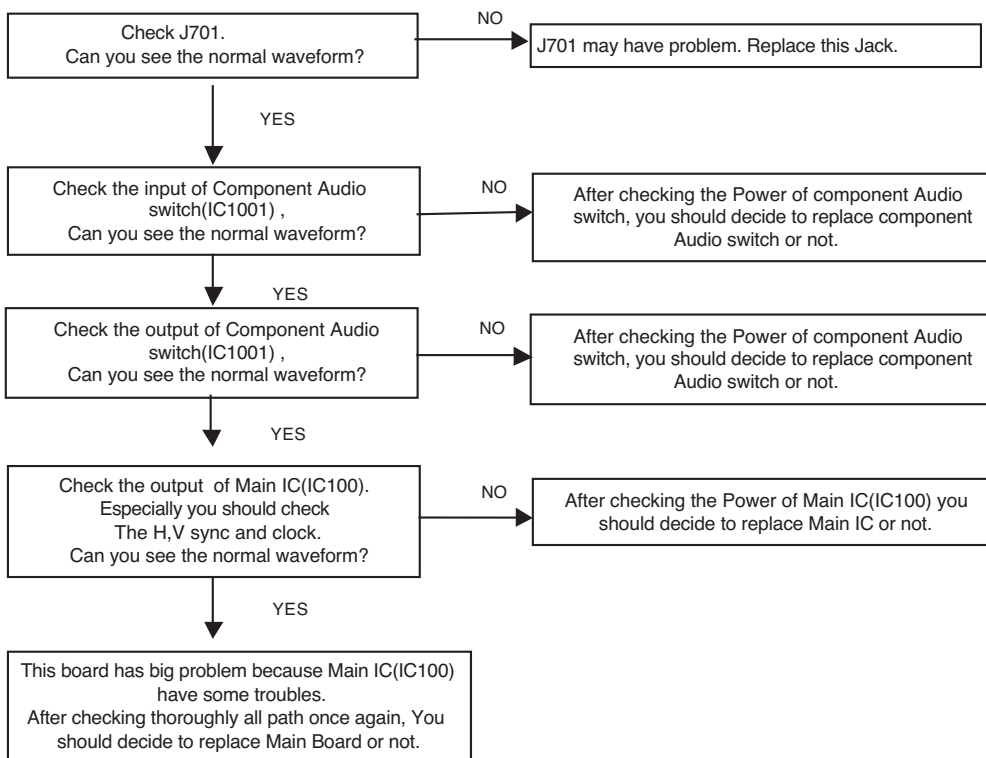 Check J701.
Can you see the normal waveform?
NO
J701 may have problem. Replace this Jack.
YES
Check the input of Component Audio
switch(IC1001) ,
Can you see the normal waveform?
NO
After checking the Power of component Audio
switch, you should decide to replace component
Audio switch or not.
YES
Check the output of Component Audio
switch(IC1001) ,
Can you see the normal waveform?
NO
After checking the Power of component Audio
switch, you should decide to replace component
Audio switch or not.
YES
Check the output of Main IC(IC100).
Especially you should check
The H,V sync and clock.
Can you see the normal waveform?
NO
After checking the Power of Main IC(IC100) you
should decide to replace Main IC or not.
YES
This board has big problem because Main IC(IC100)
have some troubles.
After checking thoroughly all path once again, You
should decide to replace Main Board or not.